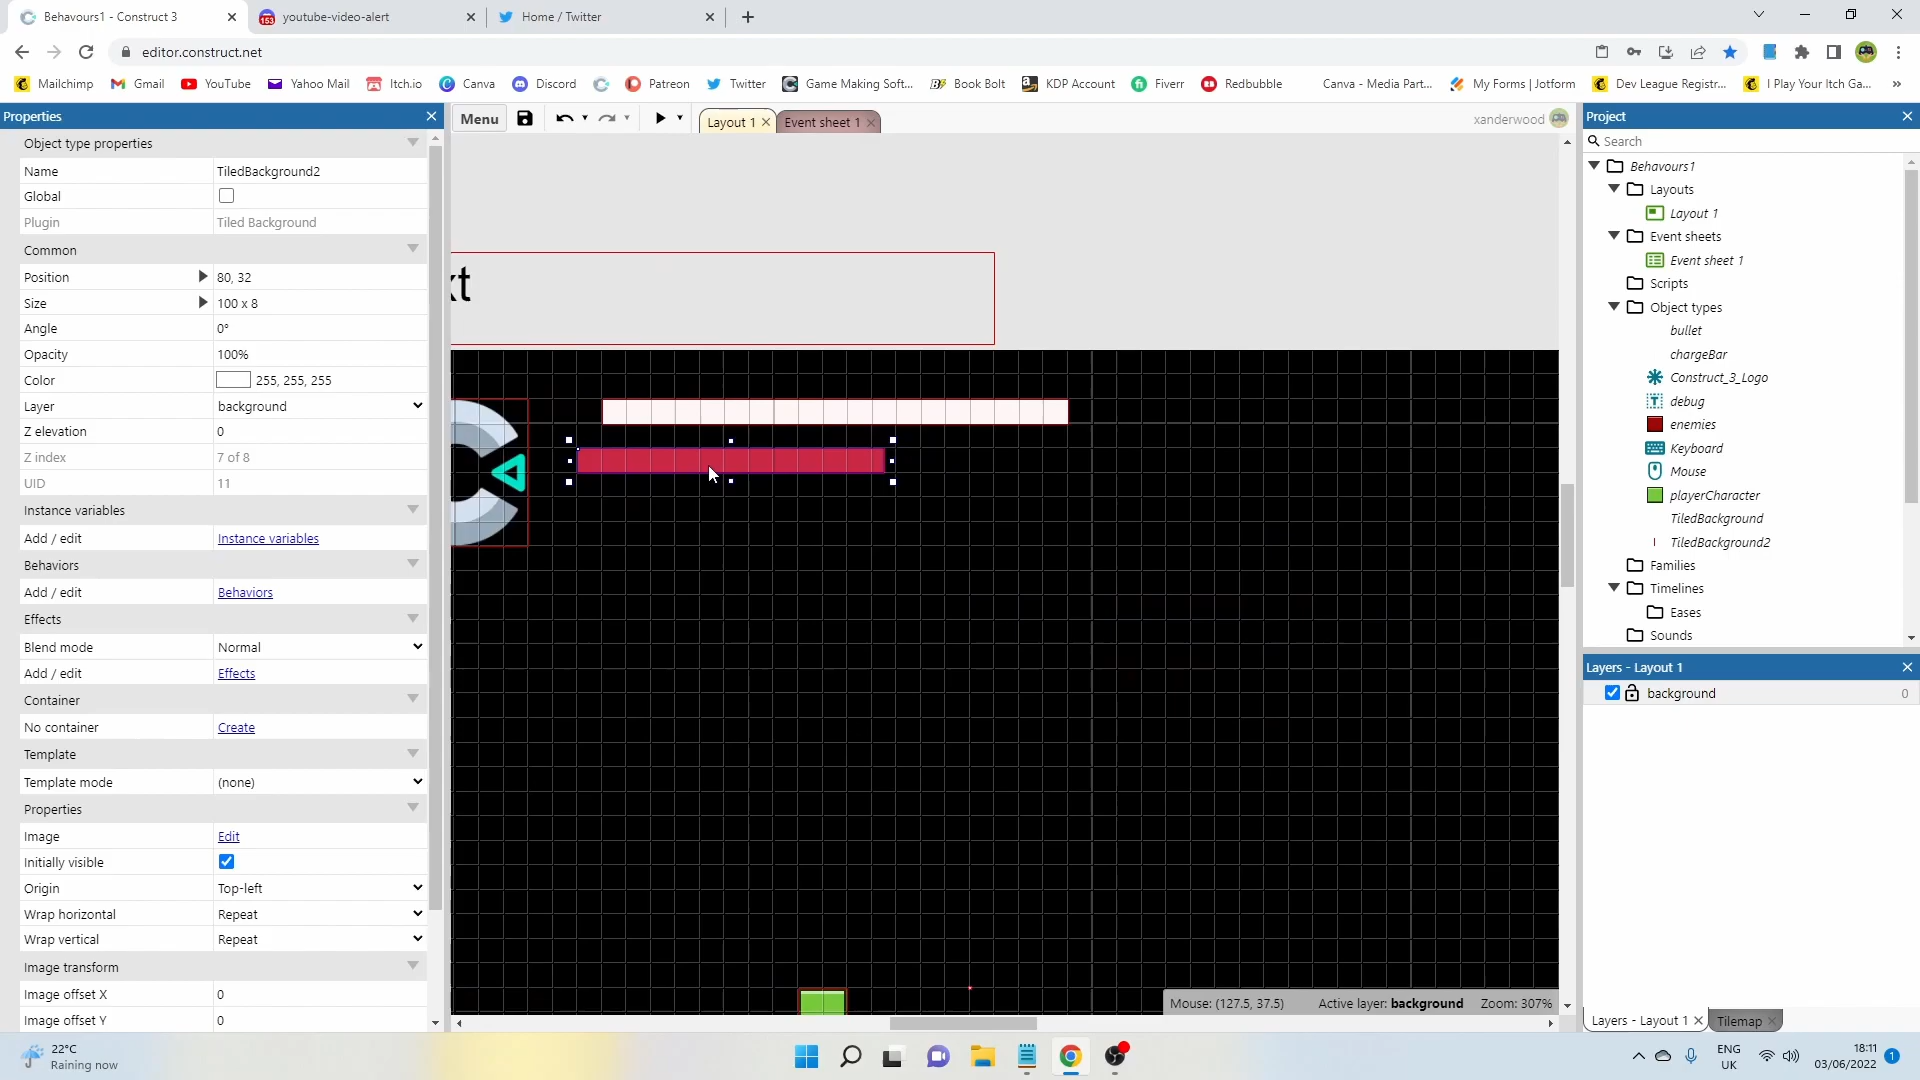 Behavours1 - Construct 3
153
youtube-video-alert
Home / Twitter
editor.construct.net
Mailchimp
Gmail
YouTube
Yahoo Mail
Itch.io
Canva
Discord
Patreon
Twitter
Game Making Soft...
Book Bolt
KDP Account
Fiverr
Redbubble
Canva - Media Part...
My Forms | Jotform
Dev League Registr...
I Play Your Itch Ga...
»
Properties
Menu
Layout 1
Event sheet 1
xanderwood
Project
Object type properties
Name TiledBackground2
Global
Plugin Tiled Background
Common
Position 80, 32
Size 100 x 8
Angle 0°
Opacity 100%
Color 255, 255, 255
Layer background
Z elevation 0
Z index 7 of 8
UID 11
Instance variables
Add / edit Instance variables
Behaviors
Add / edit Behaviors
Effects
Blend mode Normal
Add / edit Effects
Container
No container Create
Template
Template mode (none)
Properties
Image Edit
Initially visible
Origin Top-left
Wrap horizontal Repeat
Wrap vertical Repeat
Image transform
Image offset X 0
Image offset Y 0
xt
Mouse: (127.5, 37.5) Active layer: background Zoom: 307%
Search
Behavours1
Layouts
Layout 1
Event sheets
Event sheet 1
Scripts
Object types
bullet
chargeBar
Construct_3_Logo
debug
enemies
Keyboard
Mouse
playerCharacter
TiledBackground
TiledBackground2
Families
Timelines
Eases
Sounds
Layers - Layout 1
background 0
Layers - Layout 1
Tilemap
22°C
Raining now
ENG
UK
18:11
03/06/2022
1